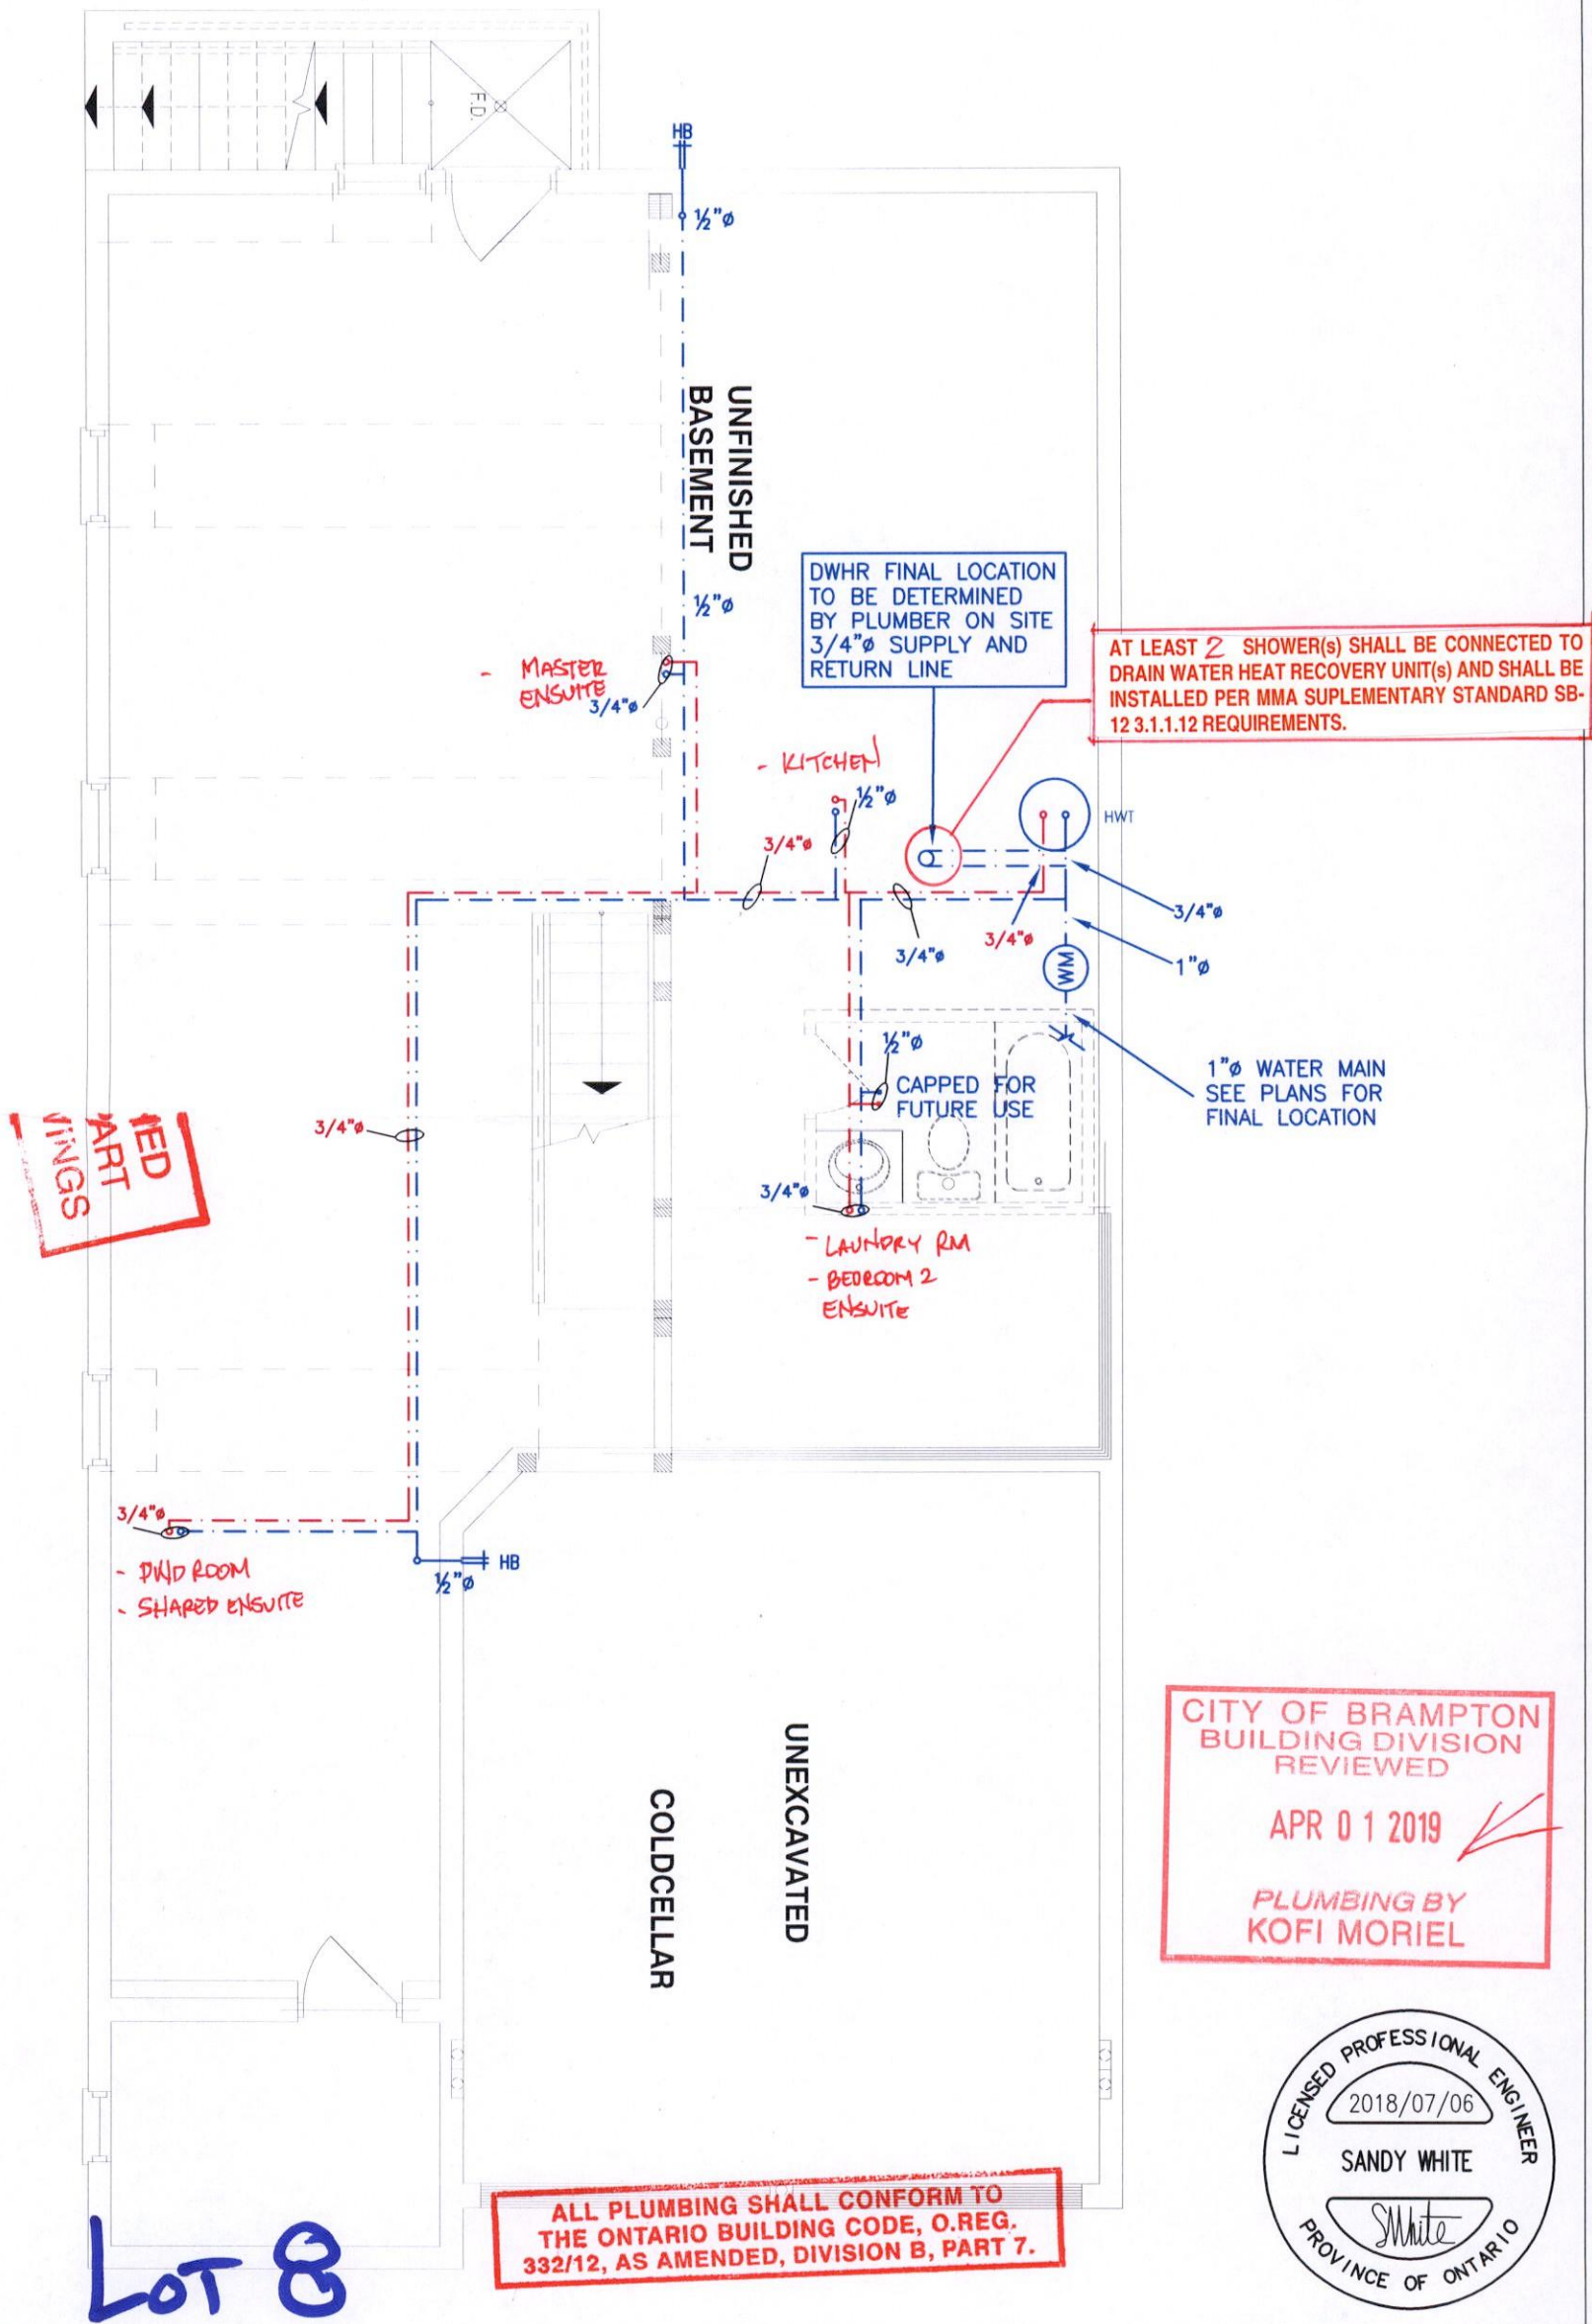 F.D.
HB
½"ø
UNFINISHED
BASEMENT
½"ø
DWHR FINAL LOCATION
TO BE DETERMINED
BY PLUMBER ON SITE
3/4"ø SUPPLY AND
RETURN LINE
AT LEAST 2 SHOWER(s) SHALL BE CONNECTED TO
DRAIN WATER HEAT RECOVERY UNIT(s) AND SHALL BE
INSTALLED PER MMA SUPLEMENTARY STANDARD SB-
12 3.1.1.12 REQUIREMENTS.
- MASTER
ENSUITE
3/4"ø
- KITCHEN
½"ø
3/4"ø
HWT
3/4"ø
3/4"ø
3/4"ø
1"ø
WM
½"ø
CAPPED FOR
FUTURE USE
1"ø WATER MAIN
SEE PLANS FOR
FINAL LOCATION
3/4"ø
WED
ART
WINGS
3/4"ø
- LAUNDRY RM
- BEDROOM 2
ENSUITE
3/4"ø
HB
½"ø
- PWD ROOM
- SHARED ENSUITE
UNEXCAVATED
COLDCELLAR
CITY OF BRAMPTON
BUILDING DIVISION
REVIEWED
APR 01 2019
PLUMBING BY
KOFI MORIEL
LICENSED PROFESSIONAL ENGINEER
2018/07/06
SANDY WHITE
SWhite
PROVINCE OF ONTARIO
ALL PLUMBING SHALL CONFORM TO
THE ONTARIO BUILDING CODE, O.REG.
332/12, AS AMENDED, DIVISION B, PART 7.
LOT 8